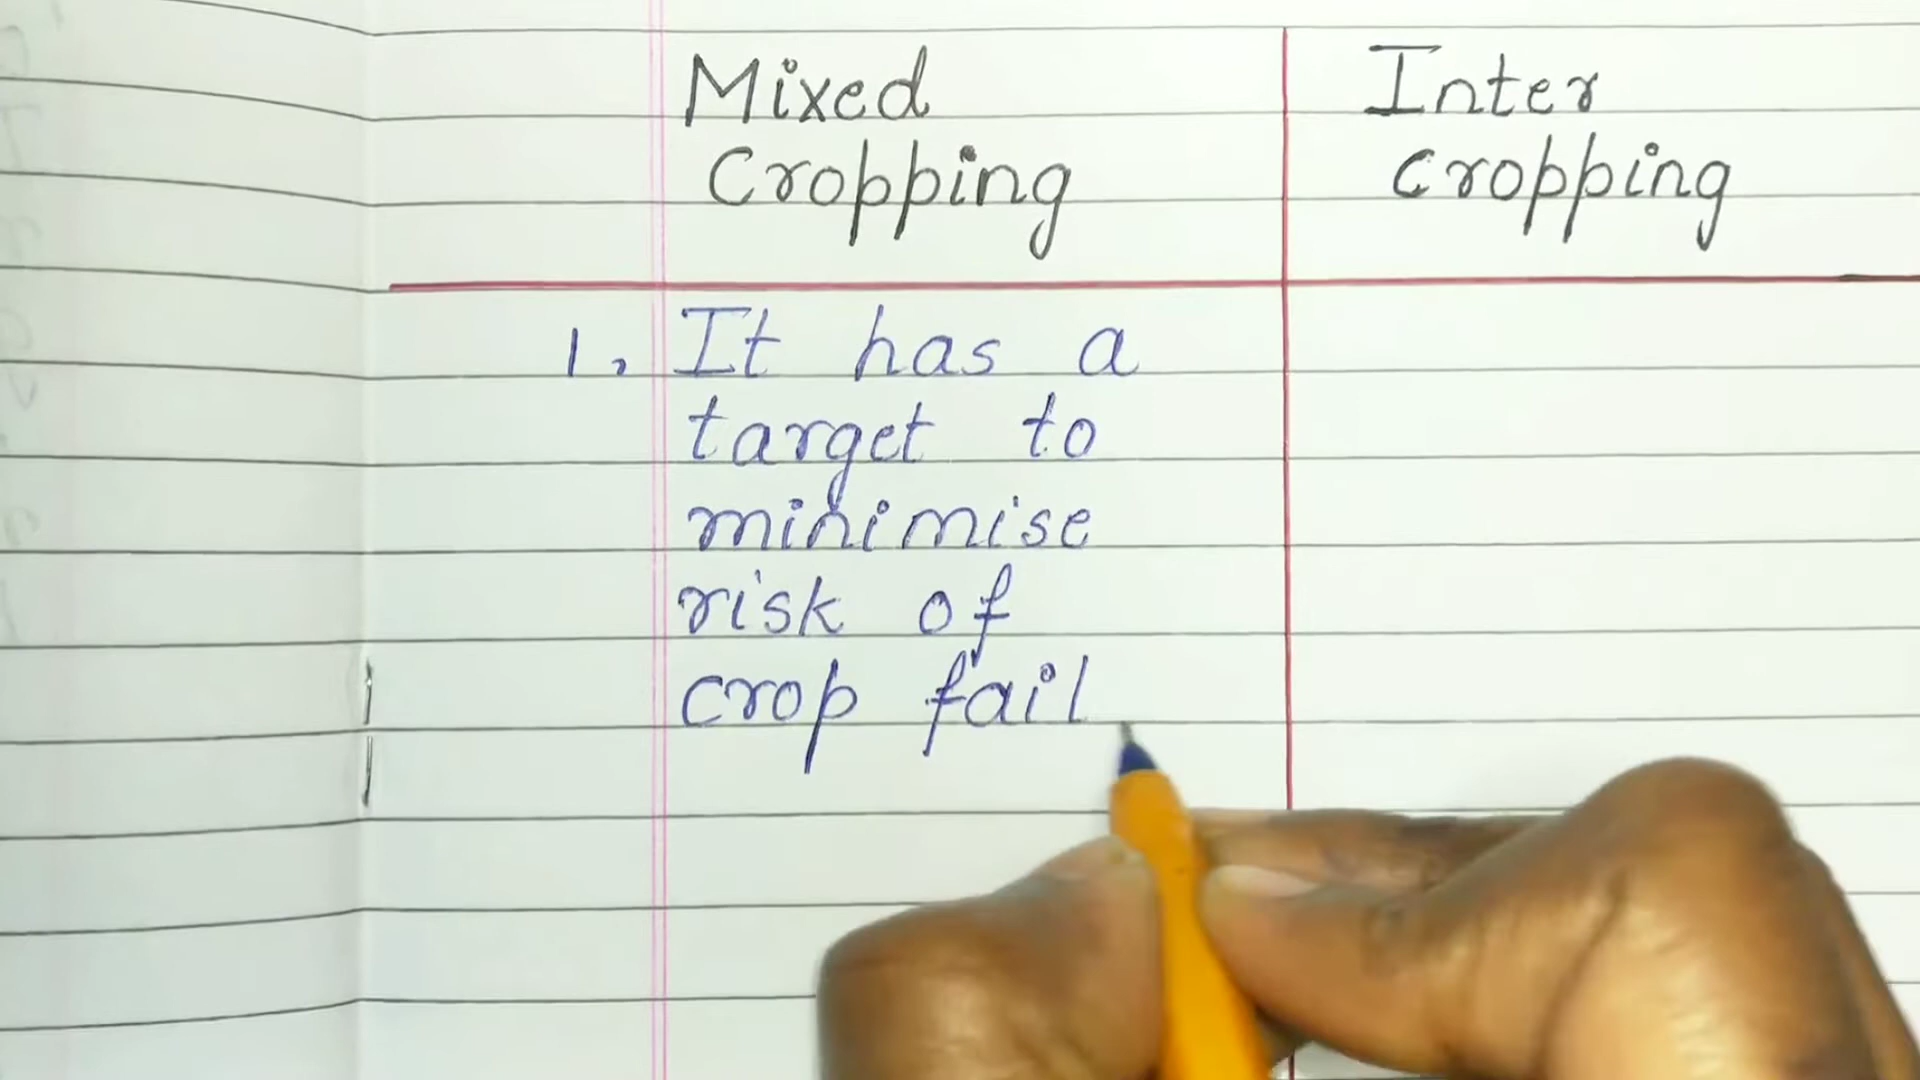 Mixed
Cropping
Inter
cropping
1. It has a
target to
minimise
risk of
crop fail